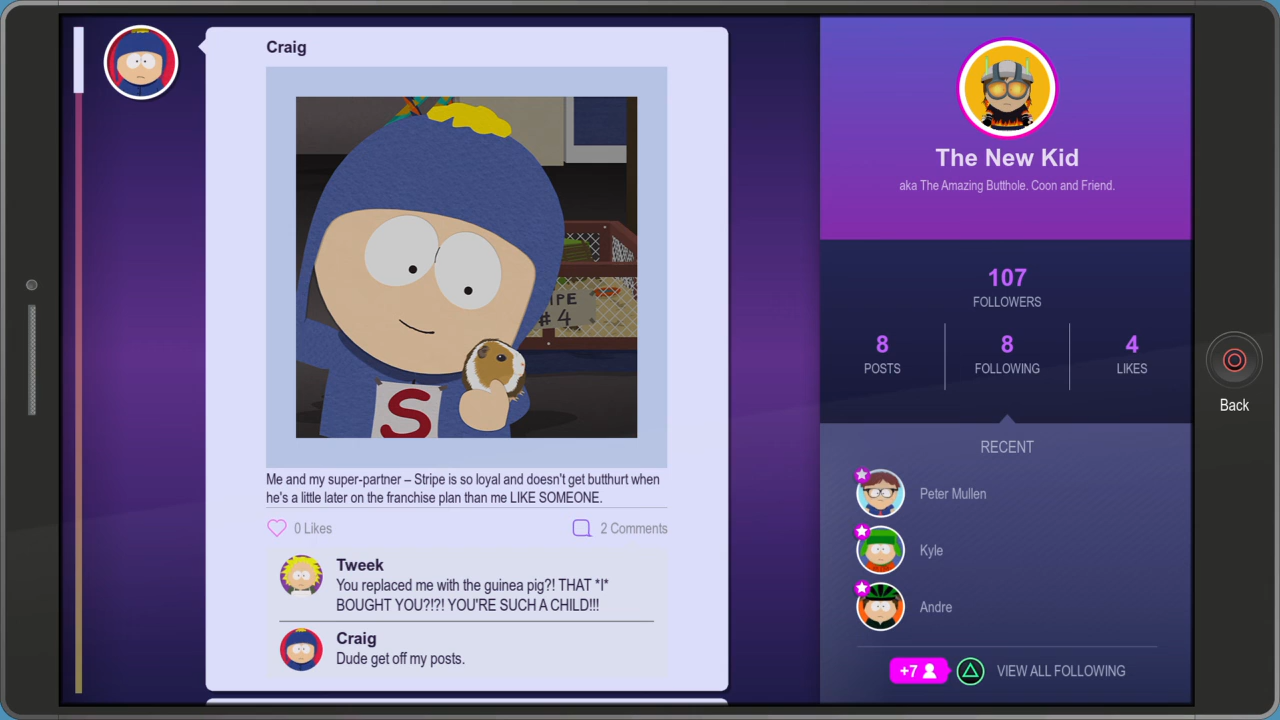 Craig
IPE
# 4
S
Me and my super-partner – Stripe is so loyal and doesn't get butthurt when
he's a little later on the franchise plan than me LIKE SOMEONE.
0 Likes
2 Comments
Tweek
You replaced me with the guinea pig?! THAT *I*
BOUGHT YOU?!?! YOU'RE SUCH A CHILD!!!
Craig
Dude get off my posts.
The New Kid
aka The Amazing Butthole. Coon and Friend.
107
FOLLOWERS
8
POSTS
8
FOLLOWING
4
LIKES
RECENT
Peter Mullen
Kyle
Andre
+7
VIEW ALL FOLLOWING
Back